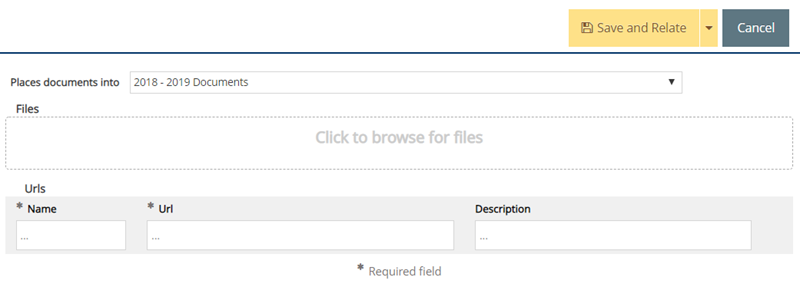 Save and Relate Cancel
Places documents into 2018 - 2019 Documents
Files
Click to browse for files
Urls
* Name * Url Description
... ... ...
* Required field